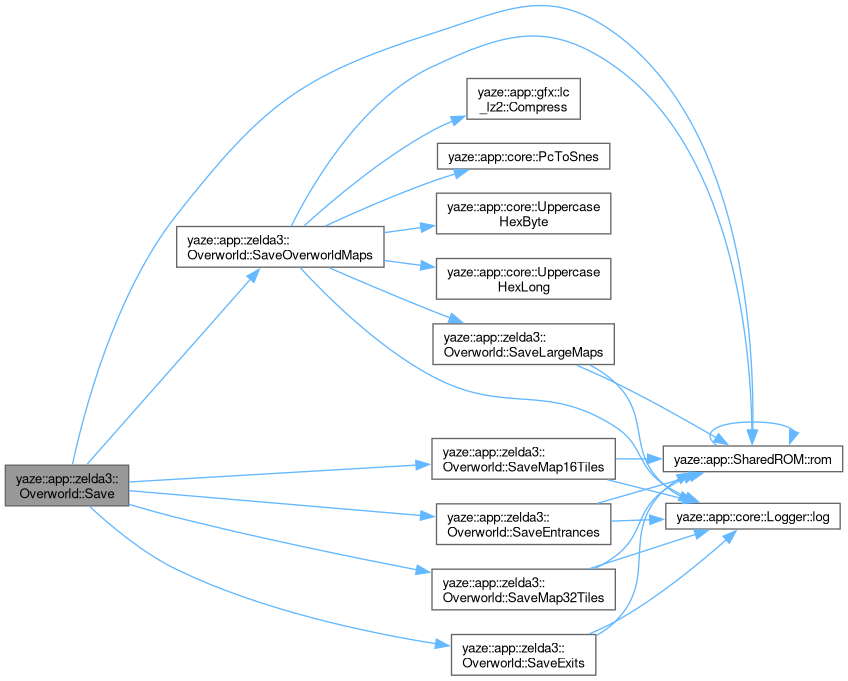 yaze::app::zelda3::
Overworld::Save
yaze::app::zelda3::
Overworld::SaveOverworldMaps
yaze::app::gfx::lc
_lz2::Compress
yaze::app::core::PcToSnes
yaze::app::core::Uppercase
HexByte
yaze::app::core::Uppercase
HexLong
yaze::app::zelda3::
Overworld::SaveLargeMaps
yaze::app::zelda3::
Overworld::SaveMap16Tiles
yaze::app::zelda3::
Overworld::SaveEntrances
yaze::app::zelda3::
Overworld::SaveMap32Tiles
yaze::app::zelda3::
Overworld::SaveExits
yaze::app::SharedROM::rom
yaze::app::core::Logger::log